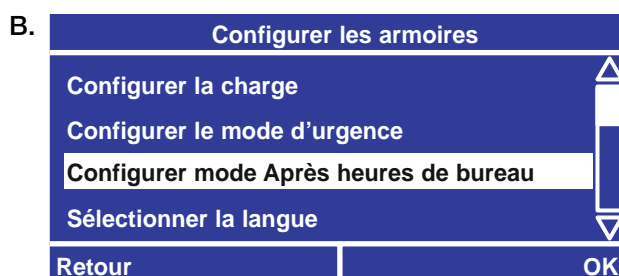 B.
Configurer les armoires
Configurer la charge
Configurer le mode d'urgence
Configurer mode Après heures de bureau
Sélectionner la langue
Retour OK